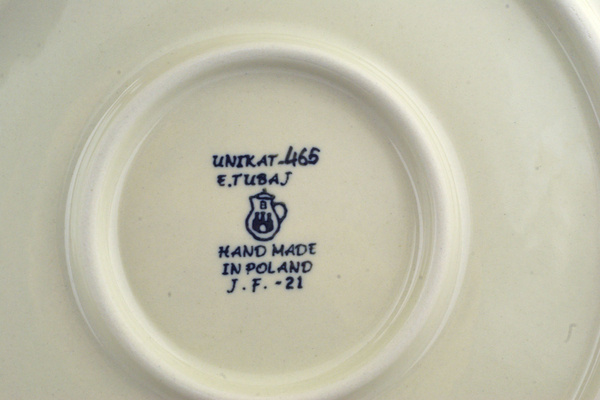 UNIKAT-465
E.TUBAJ
B
HAND MADE
IN POLAND
J. F. -21